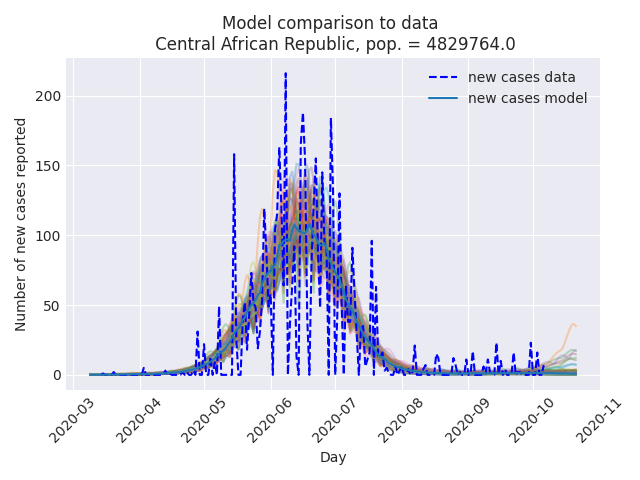 Model comparison to data
Central African Republic, pop. = 4829764.0
new cases data
new cases model
200
150
100
50
0
Number of new cases reported
2020-03
2020-04
2020-05
2020-06
2020-07
2020-08
2020-09
2020-10
2020-11
Day